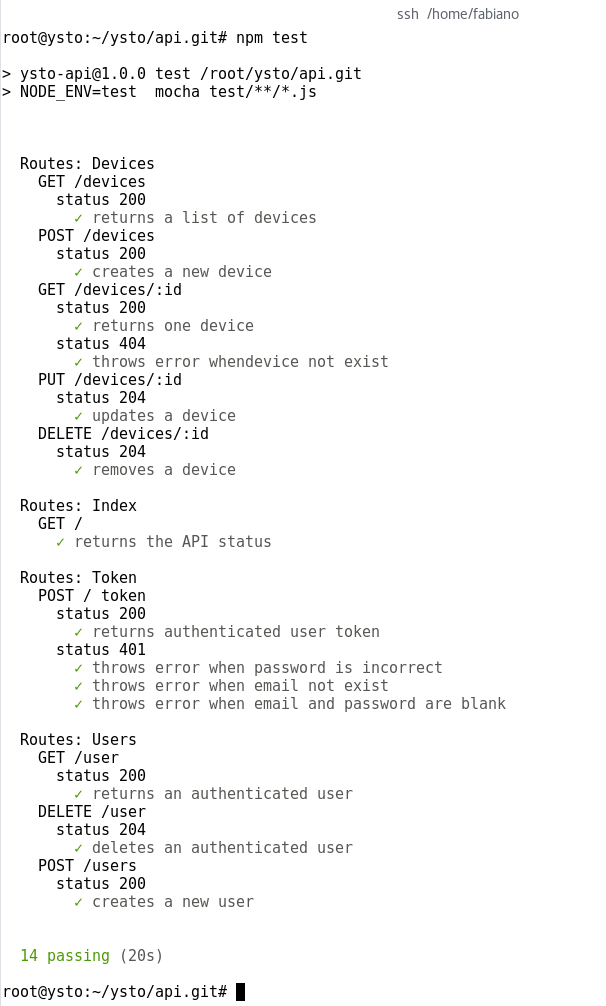 ssh /home/fabiano
root@ysto:~/ysto/api.git# npm test
> ysto-api@1.0.0 test /root/ysto/api.git
> NODE_ENV=test  mocha test/**/*.js
Routes: Devices
GET /devices
status 200
✓ returns a list of devices
POST /devices
status 200
✓ creates a new device
GET /devices/:id
status 200
✓ returns one device
status 404
✓ throws error whendevice not exist
PUT /devices/:id
status 204
✓ updates a device
DELETE /devices/:id
status 204
✓ removes a device
Routes: Index
GET /
✓ returns the API status
Routes: Token
POST / token
status 200
✓ returns authenticated user token
status 401
✓ throws error when password is incorrect
✓ throws error when email not exist
✓ throws error when email and password are blank
Routes: Users
GET /user
status 200
✓ returns an authenticated user
DELETE /user
status 204
✓ deletes an authenticated user
POST /users
status 200
✓ creates a new user
14 passing (20s)
root@ysto:~/ysto/api.git#